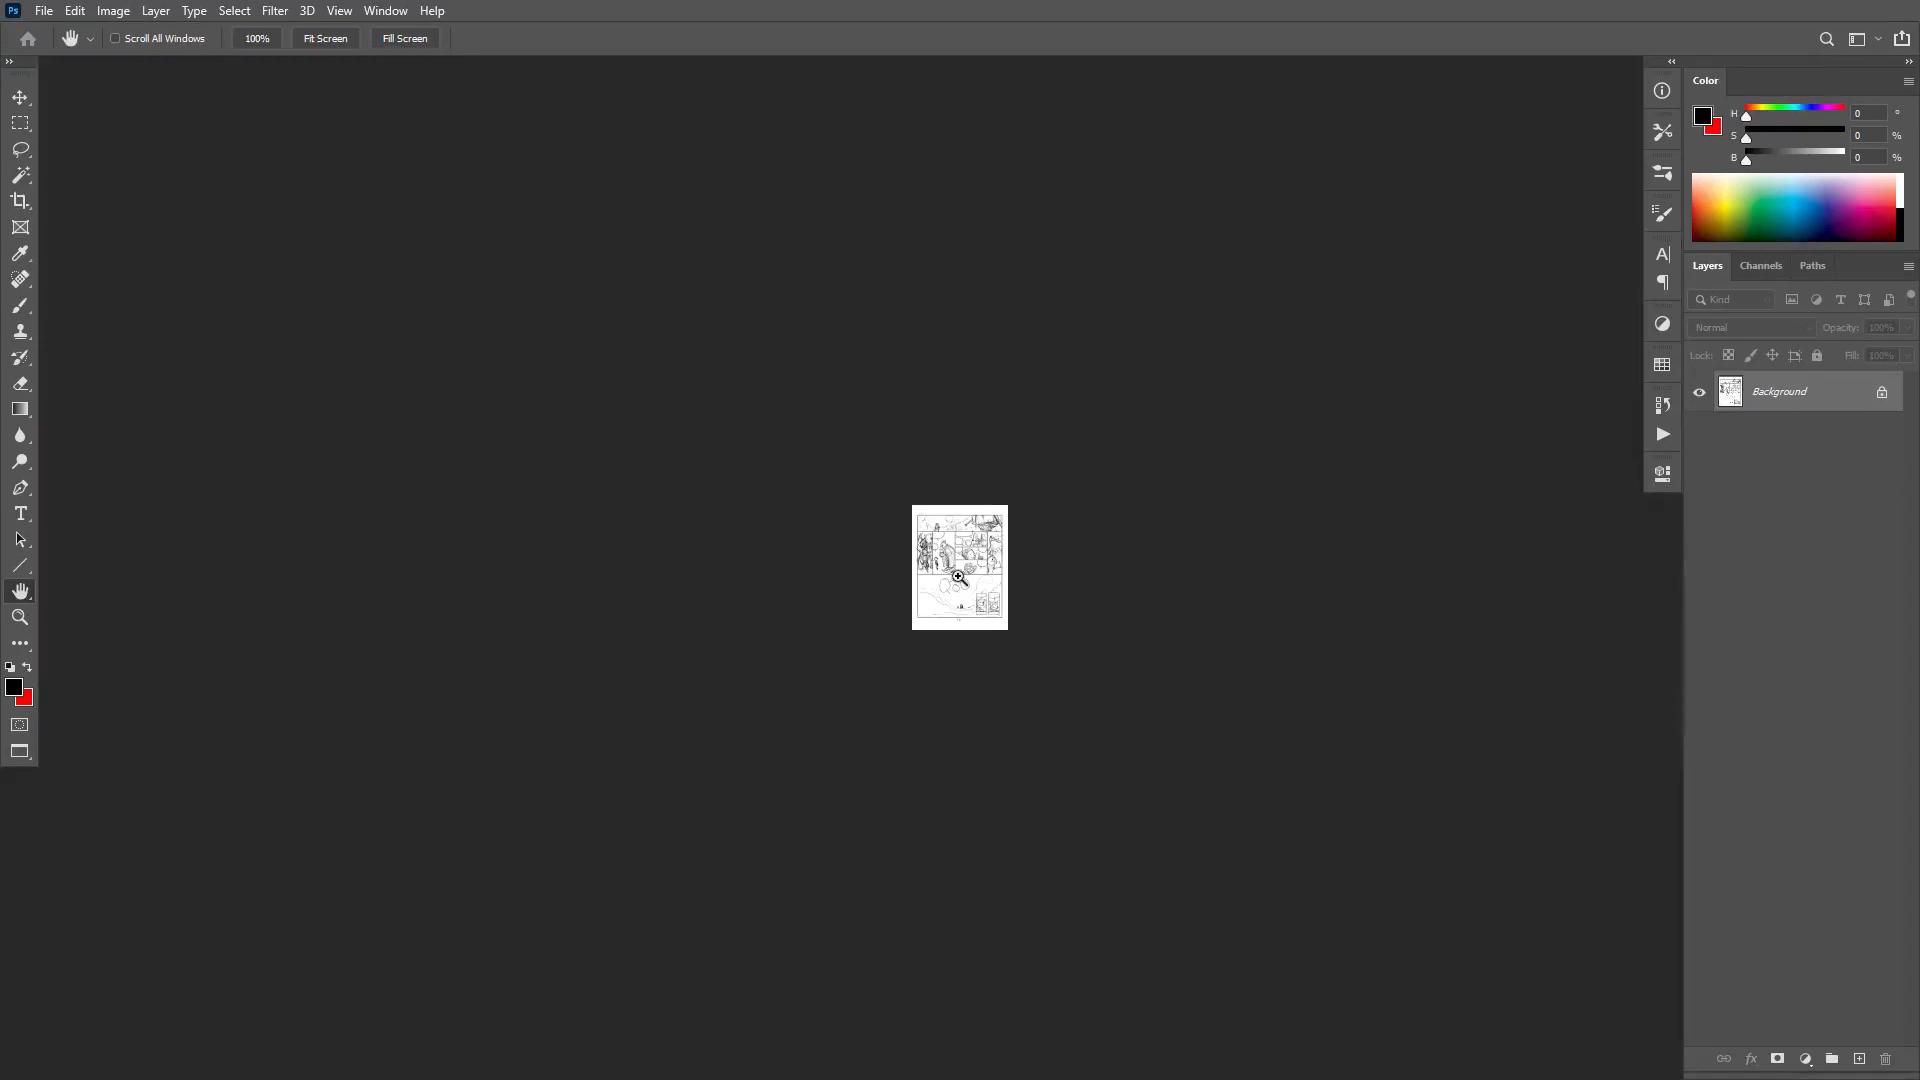 Ps File Edit Image Layer Type Select Filter 3D View Window Help
Scroll All Windows 100% Fit Screen Fill Screen
Color
H 0 °
S 0 %
B 0 %
Layers Channels Paths
Kind
Normal Opacity: 100%
Lock: Fill: 100%
Background